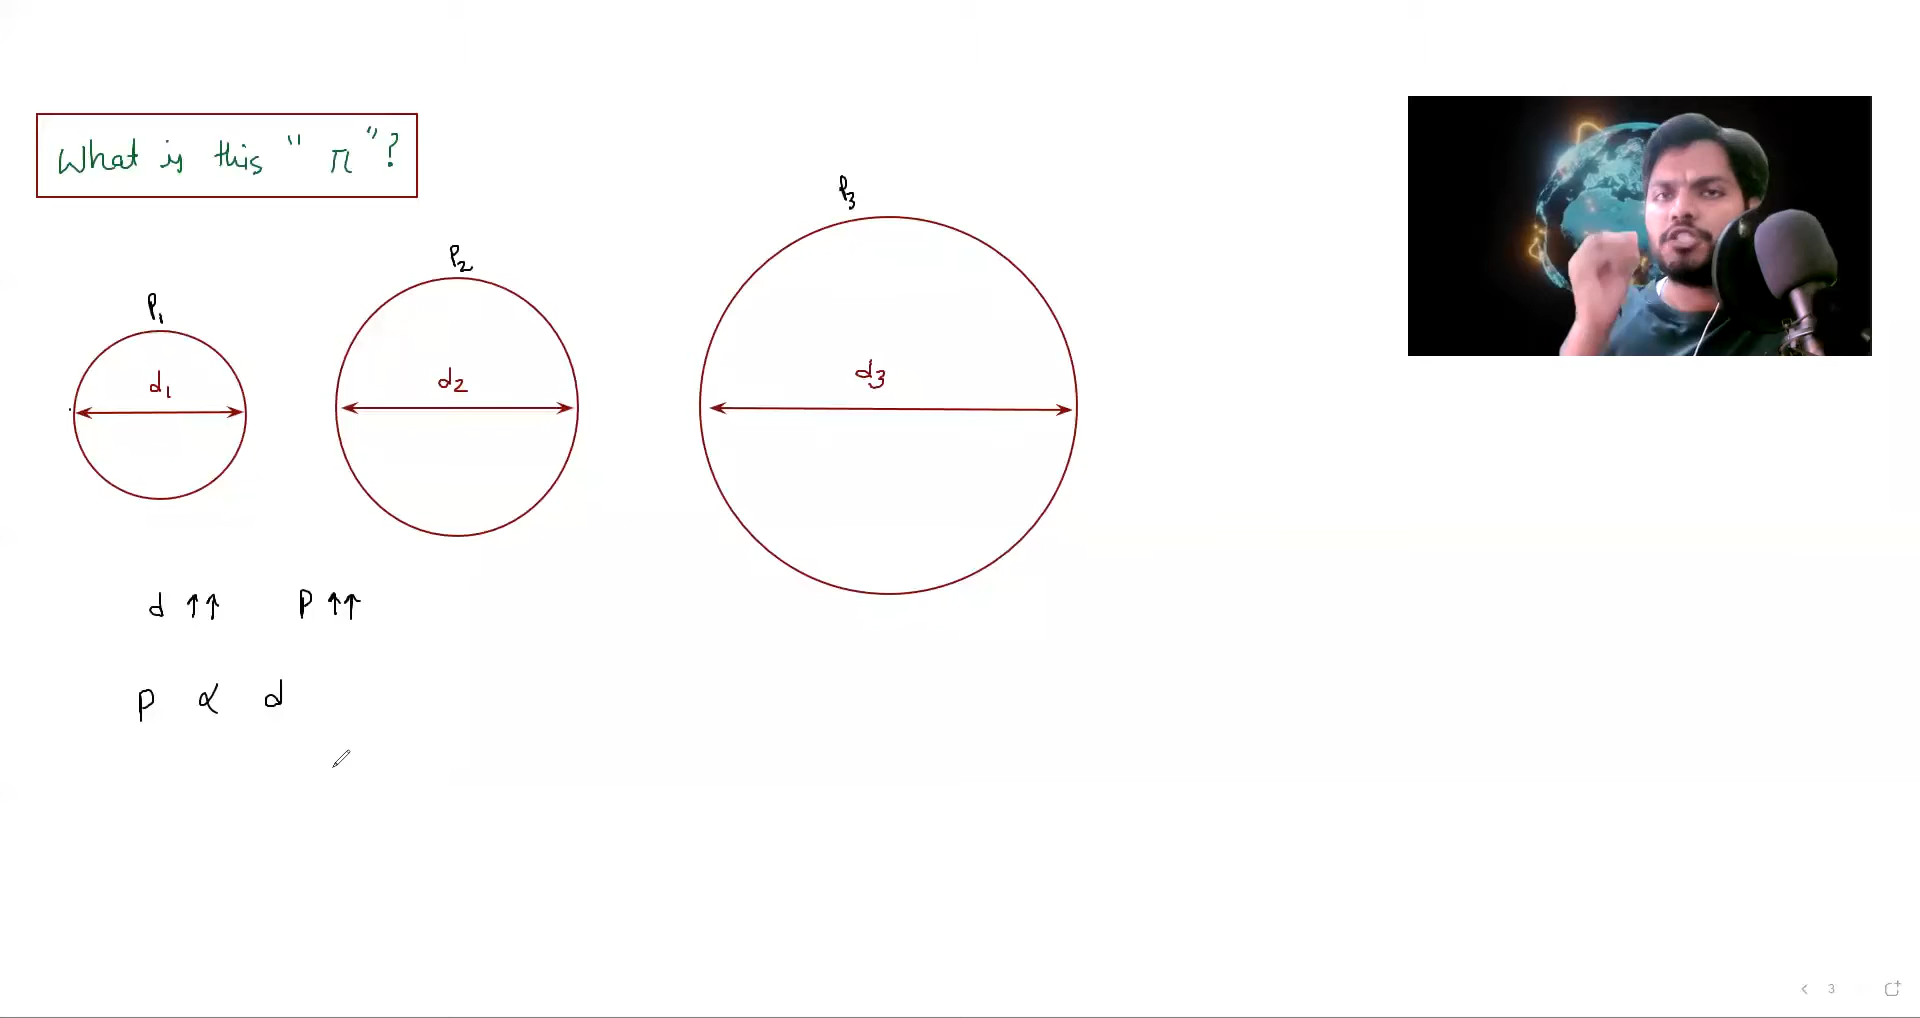 What is this " π "?
P₃
P₂
P₁
d₁
d₂
d₃
d ↑↑ P ↑↑
P ∝ d
3